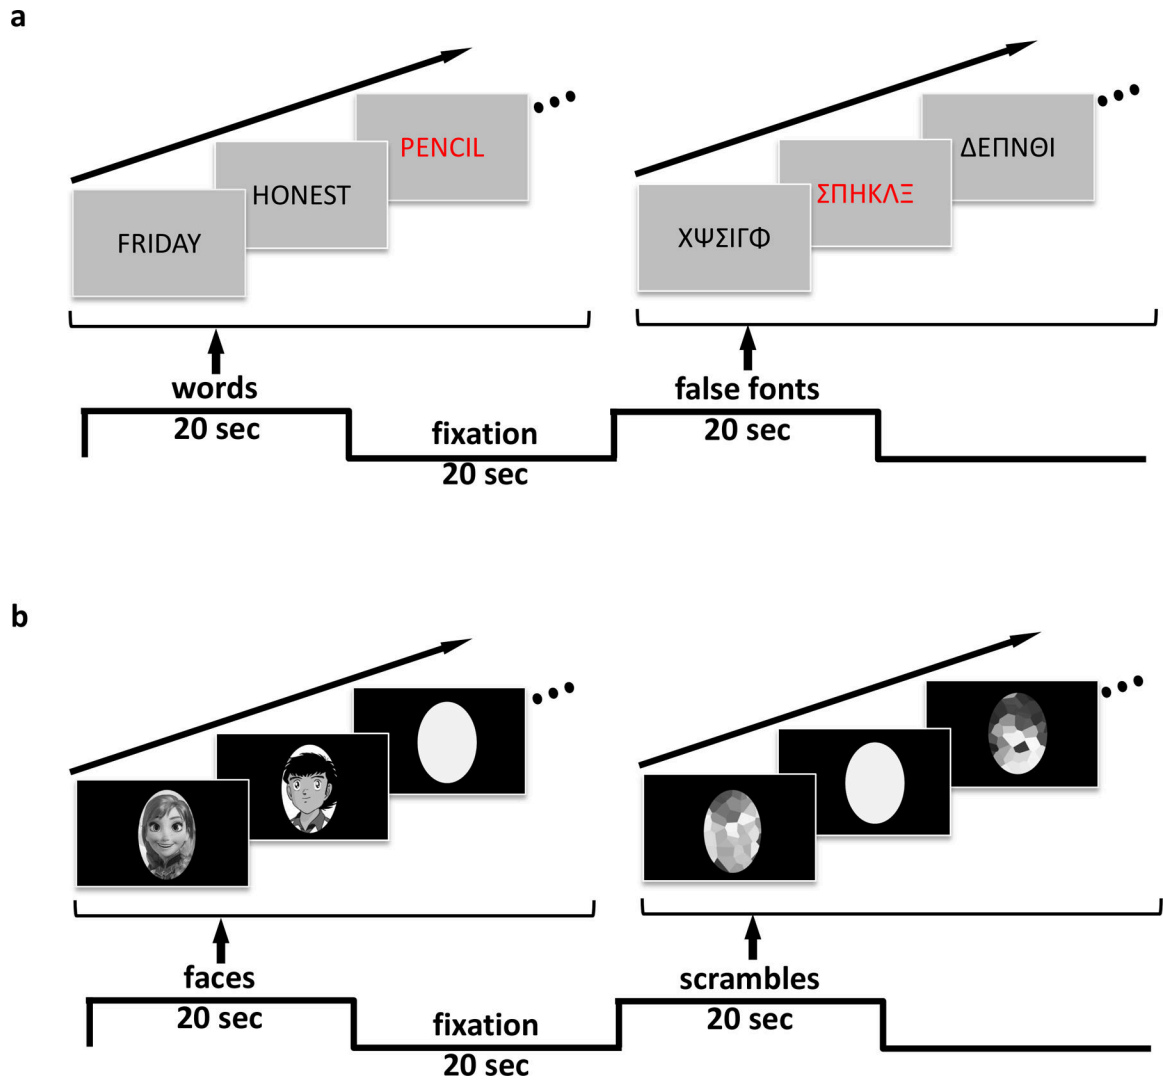 a
PENCIL
HONEST
FRIDAY
ΔΕΠΝΘΙ
ΣΠΗΚΛΞ
ΧΨΣΙΓΦ
words
20 sec
fixation
20 sec
false fonts
20 sec
b
faces
20 sec
fixation
20 sec
scrambles
20 sec